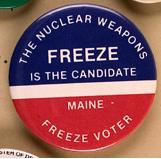 THE NUCLEAR WEAPONS
FREEZE
IS THE CANDIDATE
MAINE
FREEZE VOTER